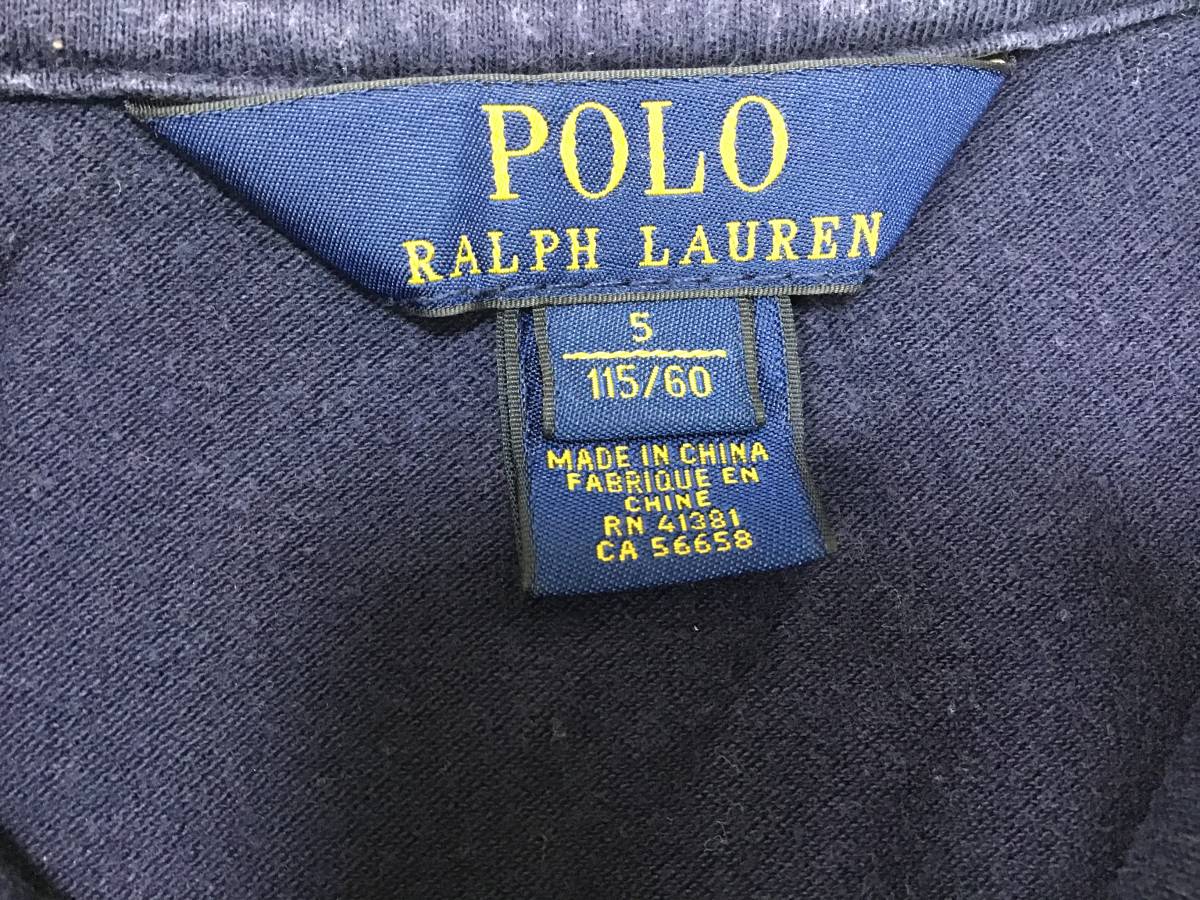 POLO
RALPH LAUREN
5
115/60
MADE IN CHINA
FABRIQUE EN
CHINE
RN 41381
CA 56658